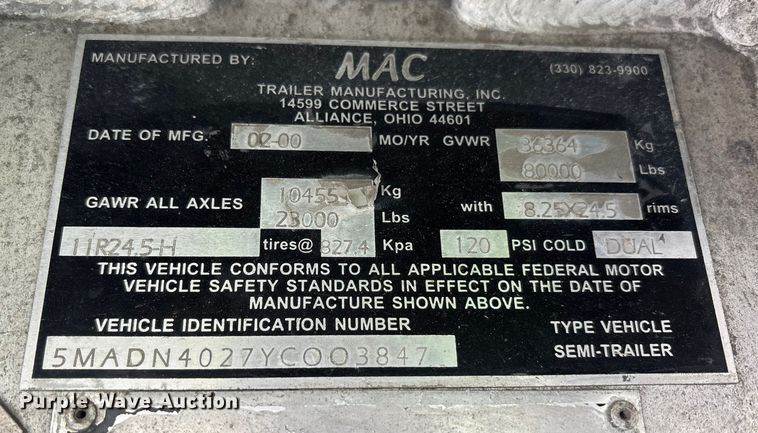 MANUFACTURED BY: MAC (330) 823-9900
TRAILER MANUFACTURING, INC.
14599 COMMERCE STREET
ALLIANCE, OHIO 44601
DATE OF MFG. 02-00 MO/YR GVWR 36364 Kg
80000 Lbs
GAWR ALL AXLES 10455 Kg
23000 Lbs with 8.25X24.5 rims
11R24.5-H tires@ 827.4 Kpa 120 PSI COLD DUAL
THIS VEHICLE CONFORMS TO ALL APPLICABLE FEDERAL MOTOR
VEHICLE SAFETY STANDARDS IN EFFECT ON THE DATE OF
MANUFACTURE SHOWN ABOVE.
VEHICLE IDENTIFICATION NUMBER TYPE VEHICLE
5MADN4027YC003847 SEMI-TRAILER
Purple Wave Auction